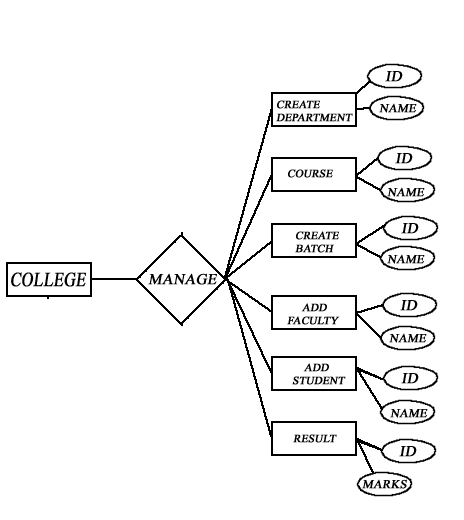 COLLEGE
MANAGE
CREATE
DEPARTMENT
ID
NAME
COURSE
ID
NAME
CREATE
BATCH
ID
NAME
ADD
FACULTY
ID
NAME
ADD
STUDENT
ID
NAME
RESULT
ID
MARKS